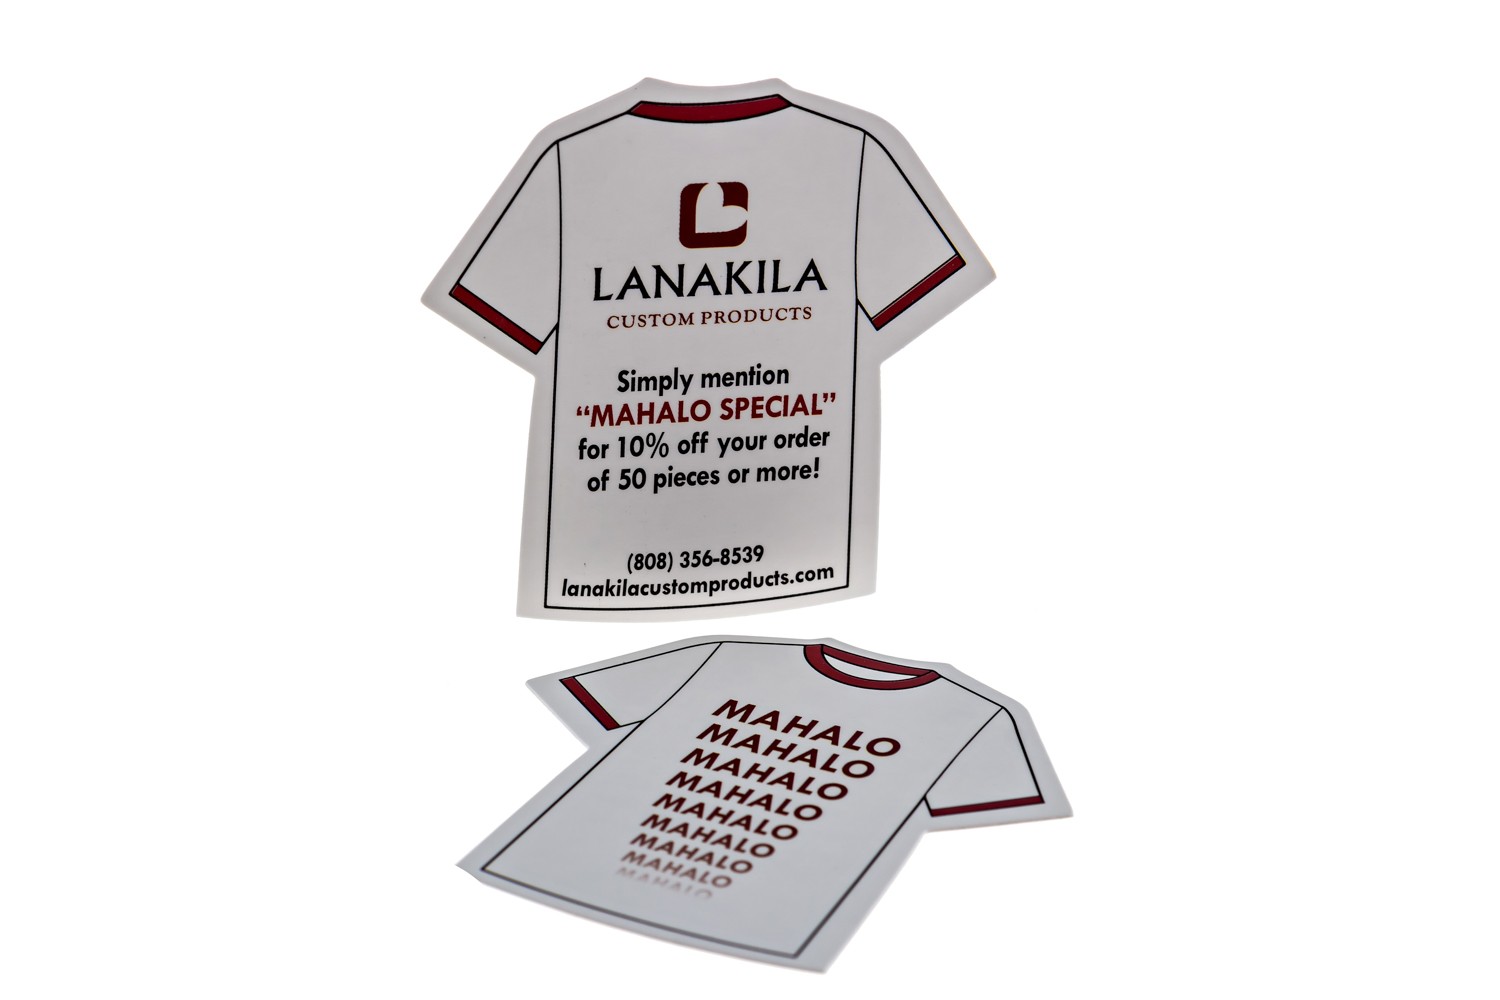 LANAKILA
CUSTOM PRODUCTS
Simply mention
“MAHALO SPECIAL”
for 10% off your order
of 50 pieces or more!
(808) 356-8539
lanakilacustomproducts.com
MAHALO
MAHALO
MAHALO
MAHALO
MAHALO
MAHALO
MAHALO
MAHALO
MAHALO